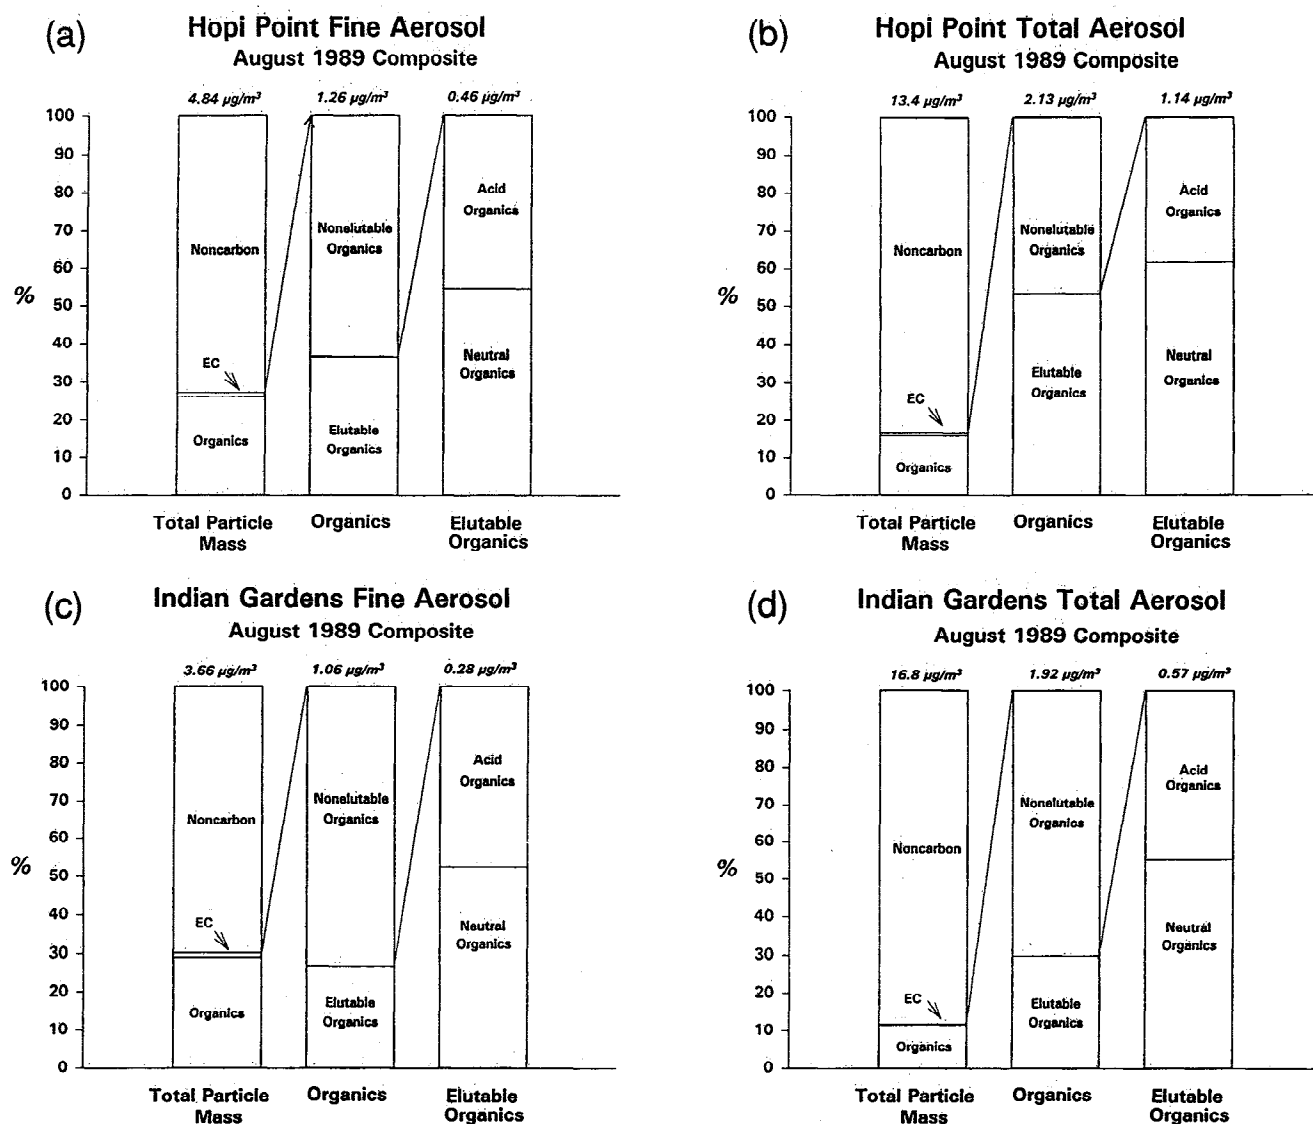 (a)
Hopi Point Fine Aerosol
August 1989 Composite
4.84 µg/m³ 1.26 µg/m³ 0.46 µg/m³
100
90
80
70
60
50
40
30
20
10
0
%
Noncarbon
EC
Organics
Nonelutable
Organics
Elutable
Organics
Acid
Organics
Neutral
Organics
Total Particle
Mass
Organics
Elutable
Organics
(b)
Hopi Point Total Aerosol
August 1989 Composite
13.4 µg/m³ 2.13 µg/m³ 1.14 µg/m³
100
90
80
70
60
50
40
30
20
10
0
%
Noncarbon
EC
Organics
Nonelutable
Organics
Elutable
Organics
Acid
Organics
Neutral
Organics
Total Particle
Mass
Organics
Elutable
Organics
(c)
Indian Gardens Fine Aerosol
August 1989 Composite
3.66 µg/m³ 1.06 µg/m³ 0.28 µg/m³
100
90
80
70
60
50
40
30
20
10
0
%
Noncarbon
EC
Organics
Nonelutable
Organics
Elutable
Organics
Acid
Organics
Neutral
Organics
Total Particle
Mass
Organics
Elutable
Organics
(d)
Indian Gardens Total Aerosol
August 1989 Composite
16.8 µg/m³ 1.92 µg/m³ 0.57 µg/m³
100
90
80
70
60
50
40
30
20
10
0
%
Noncarbon
EC
Organics
Nonelutable
Organics
Elutable
Organics
Acid
Organics
Neutral
Organics
Total Particle
Mass
Organics
Elutable
Organics